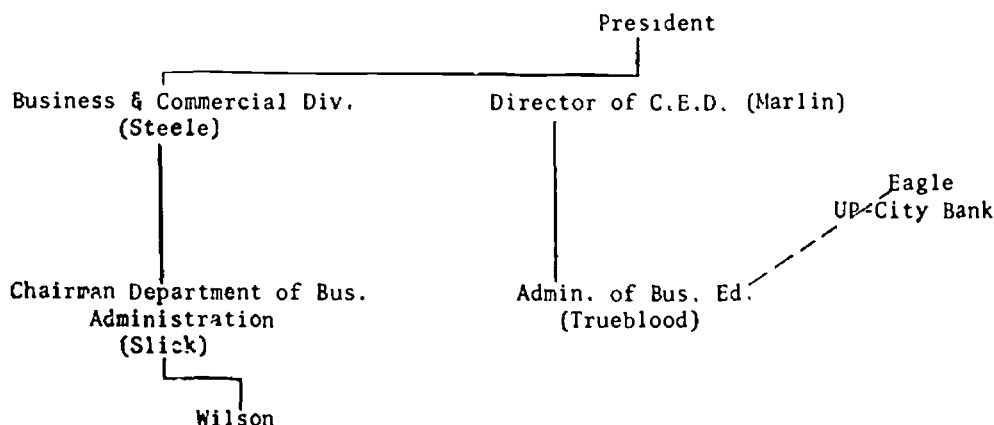 President
Business & Commercial Div.
(Steele)
Director of C.E.D. (Marlin)
Eagle
UP-City Bank
Chairman Department of Bus.
Administration
(Slick)
Admin. of Bus. Ed.
(Trueblood)
Wilson